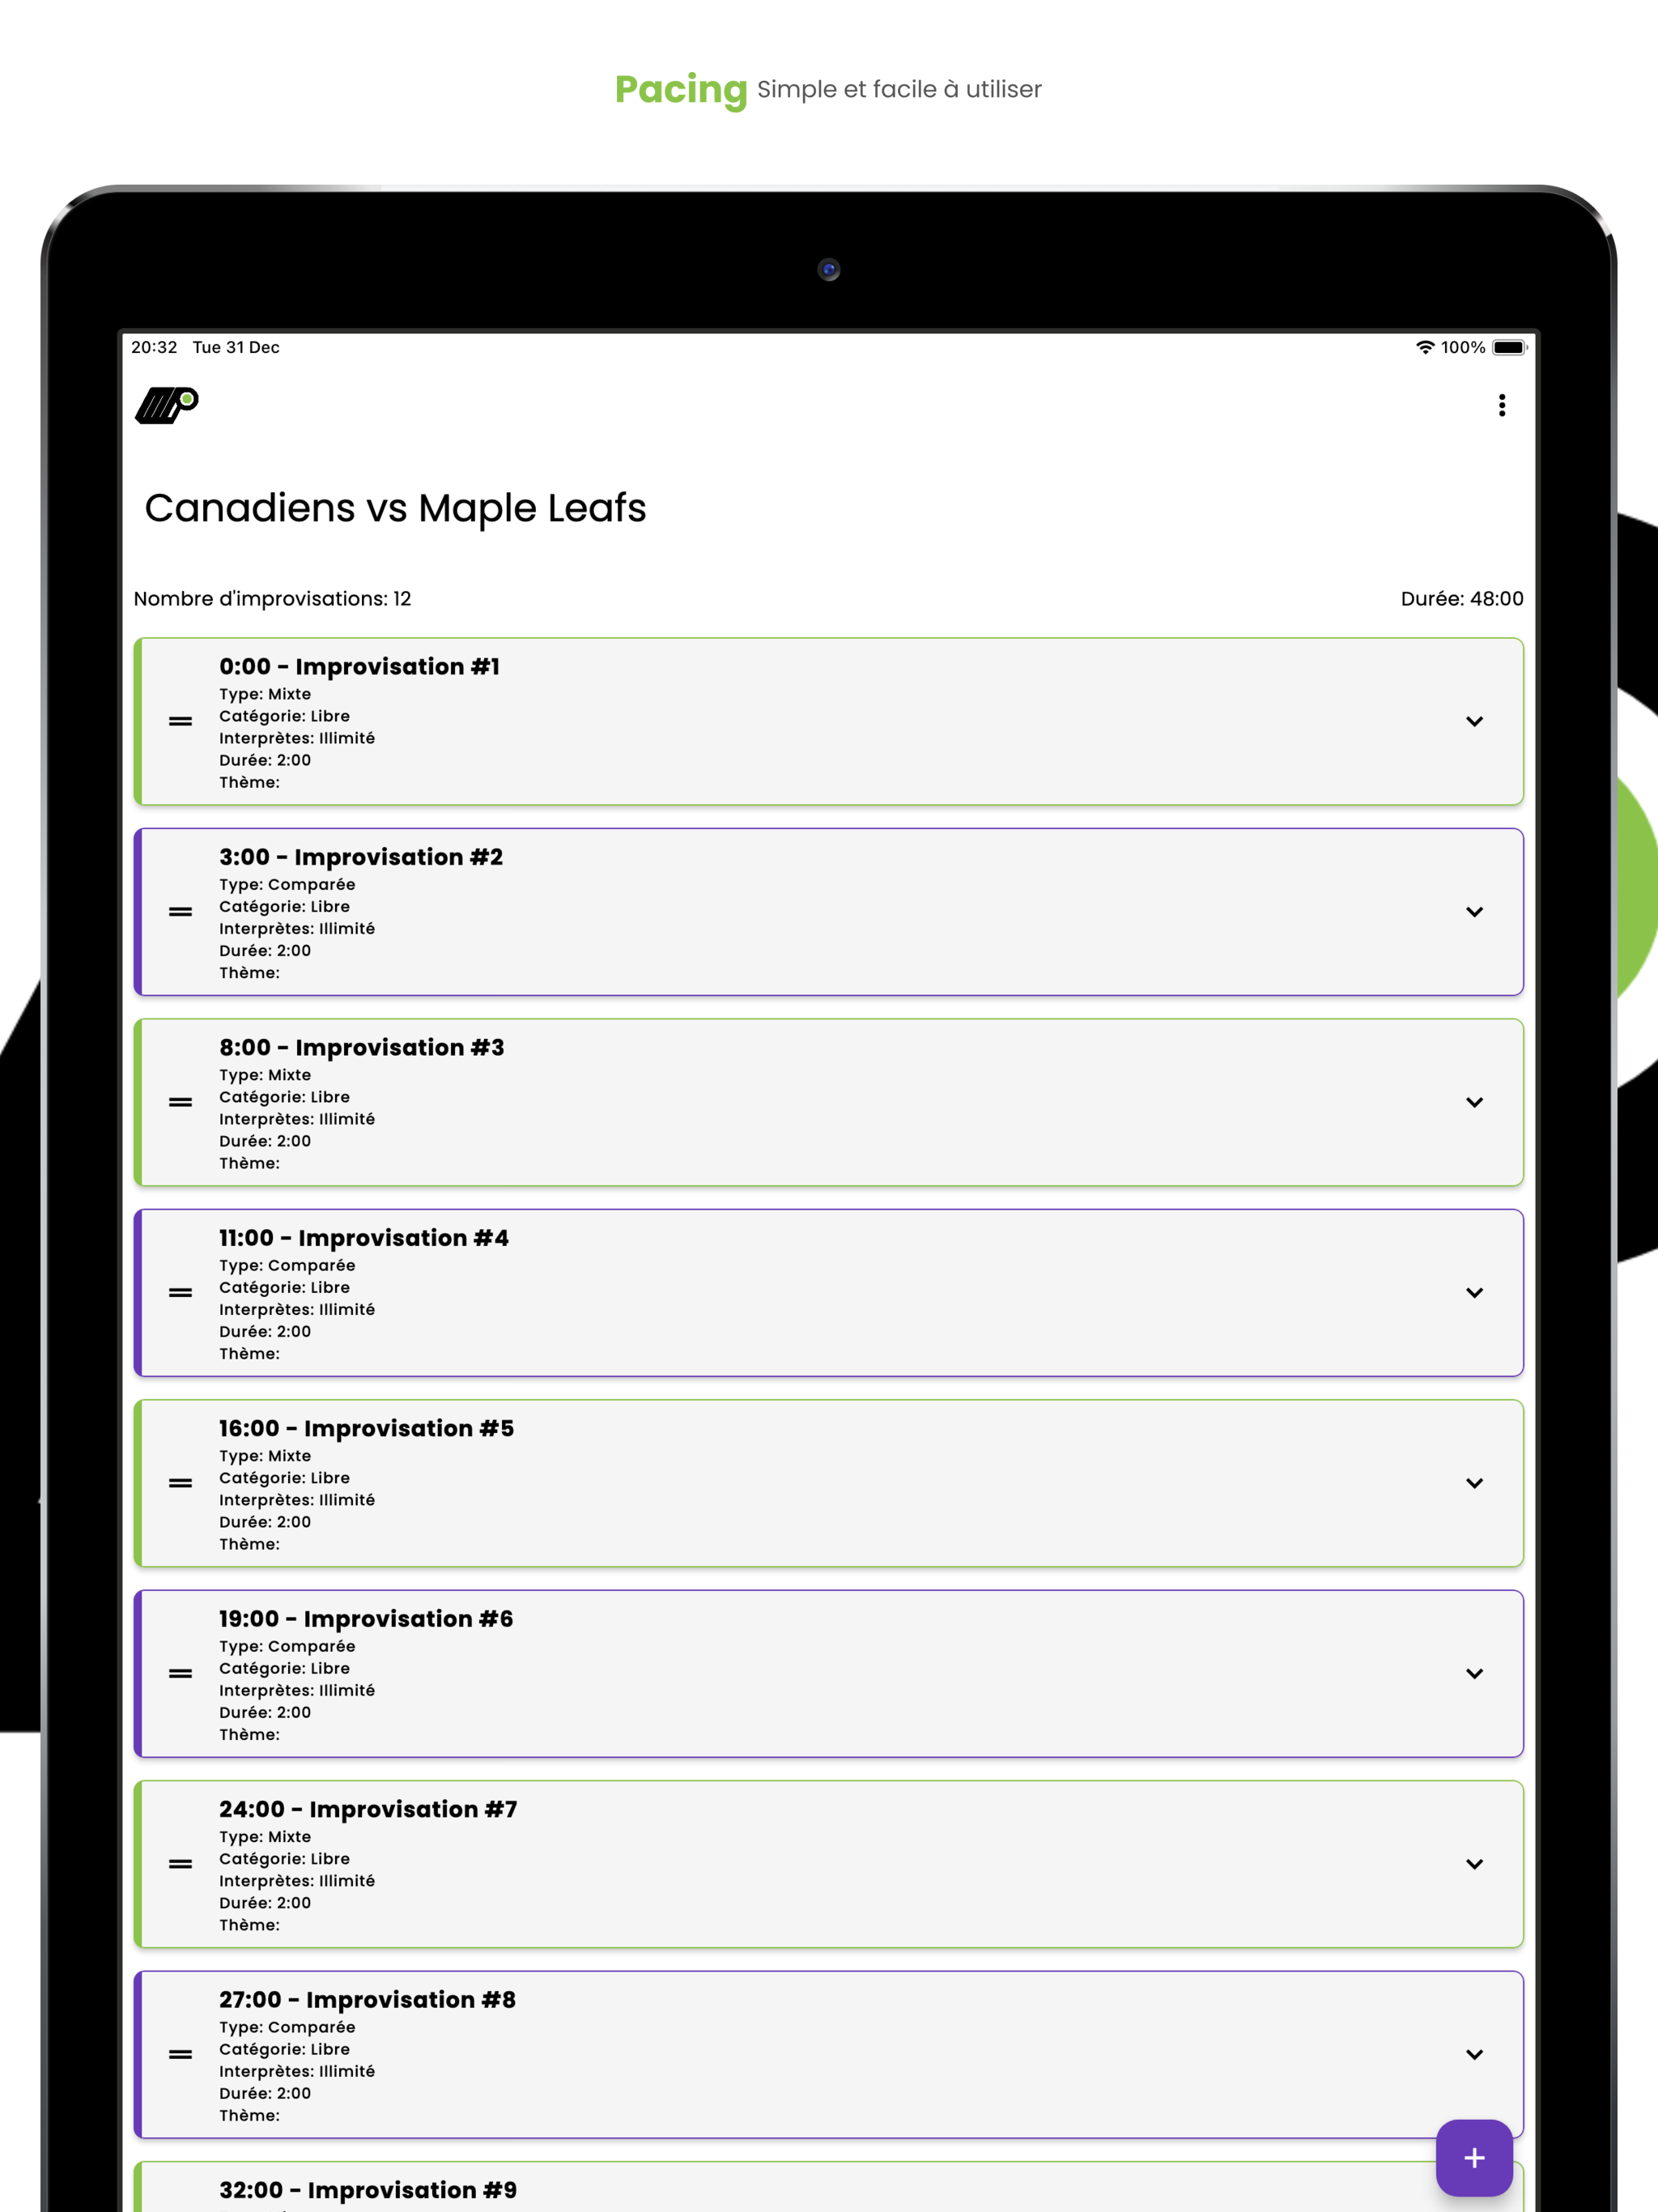 Pacing Simple et facile à utiliser
20:32 Tue 31 Dec 100%
Canadiens vs Maple Leafs
Nombre d'improvisations: 12 Durée: 48:00
0:00 - Improvisation #1
Type: Mixte
Catégorie: Libre
Interprètes: Illimité
Durée: 2:00
Thème:
3:00 - Improvisation #2
Type: Comparée
Catégorie: Libre
Interprètes: Illimité
Durée: 2:00
Thème:
8:00 - Improvisation #3
Type: Mixte
Catégorie: Libre
Interprètes: Illimité
Durée: 2:00
Thème:
11:00 - Improvisation #4
Type: Comparée
Catégorie: Libre
Interprètes: Illimité
Durée: 2:00
Thème:
16:00 - Improvisation #5
Type: Mixte
Catégorie: Libre
Interprètes: Illimité
Durée: 2:00
Thème:
19:00 - Improvisation #6
Type: Comparée
Catégorie: Libre
Interprètes: Illimité
Durée: 2:00
Thème:
24:00 - Improvisation #7
Type: Mixte
Catégorie: Libre
Interprètes: Illimité
Durée: 2:00
Thème:
27:00 - Improvisation #8
Type: Comparée
Catégorie: Libre
Interprètes: Illimité
Durée: 2:00
Thème:
32:00 - Improvisation #9